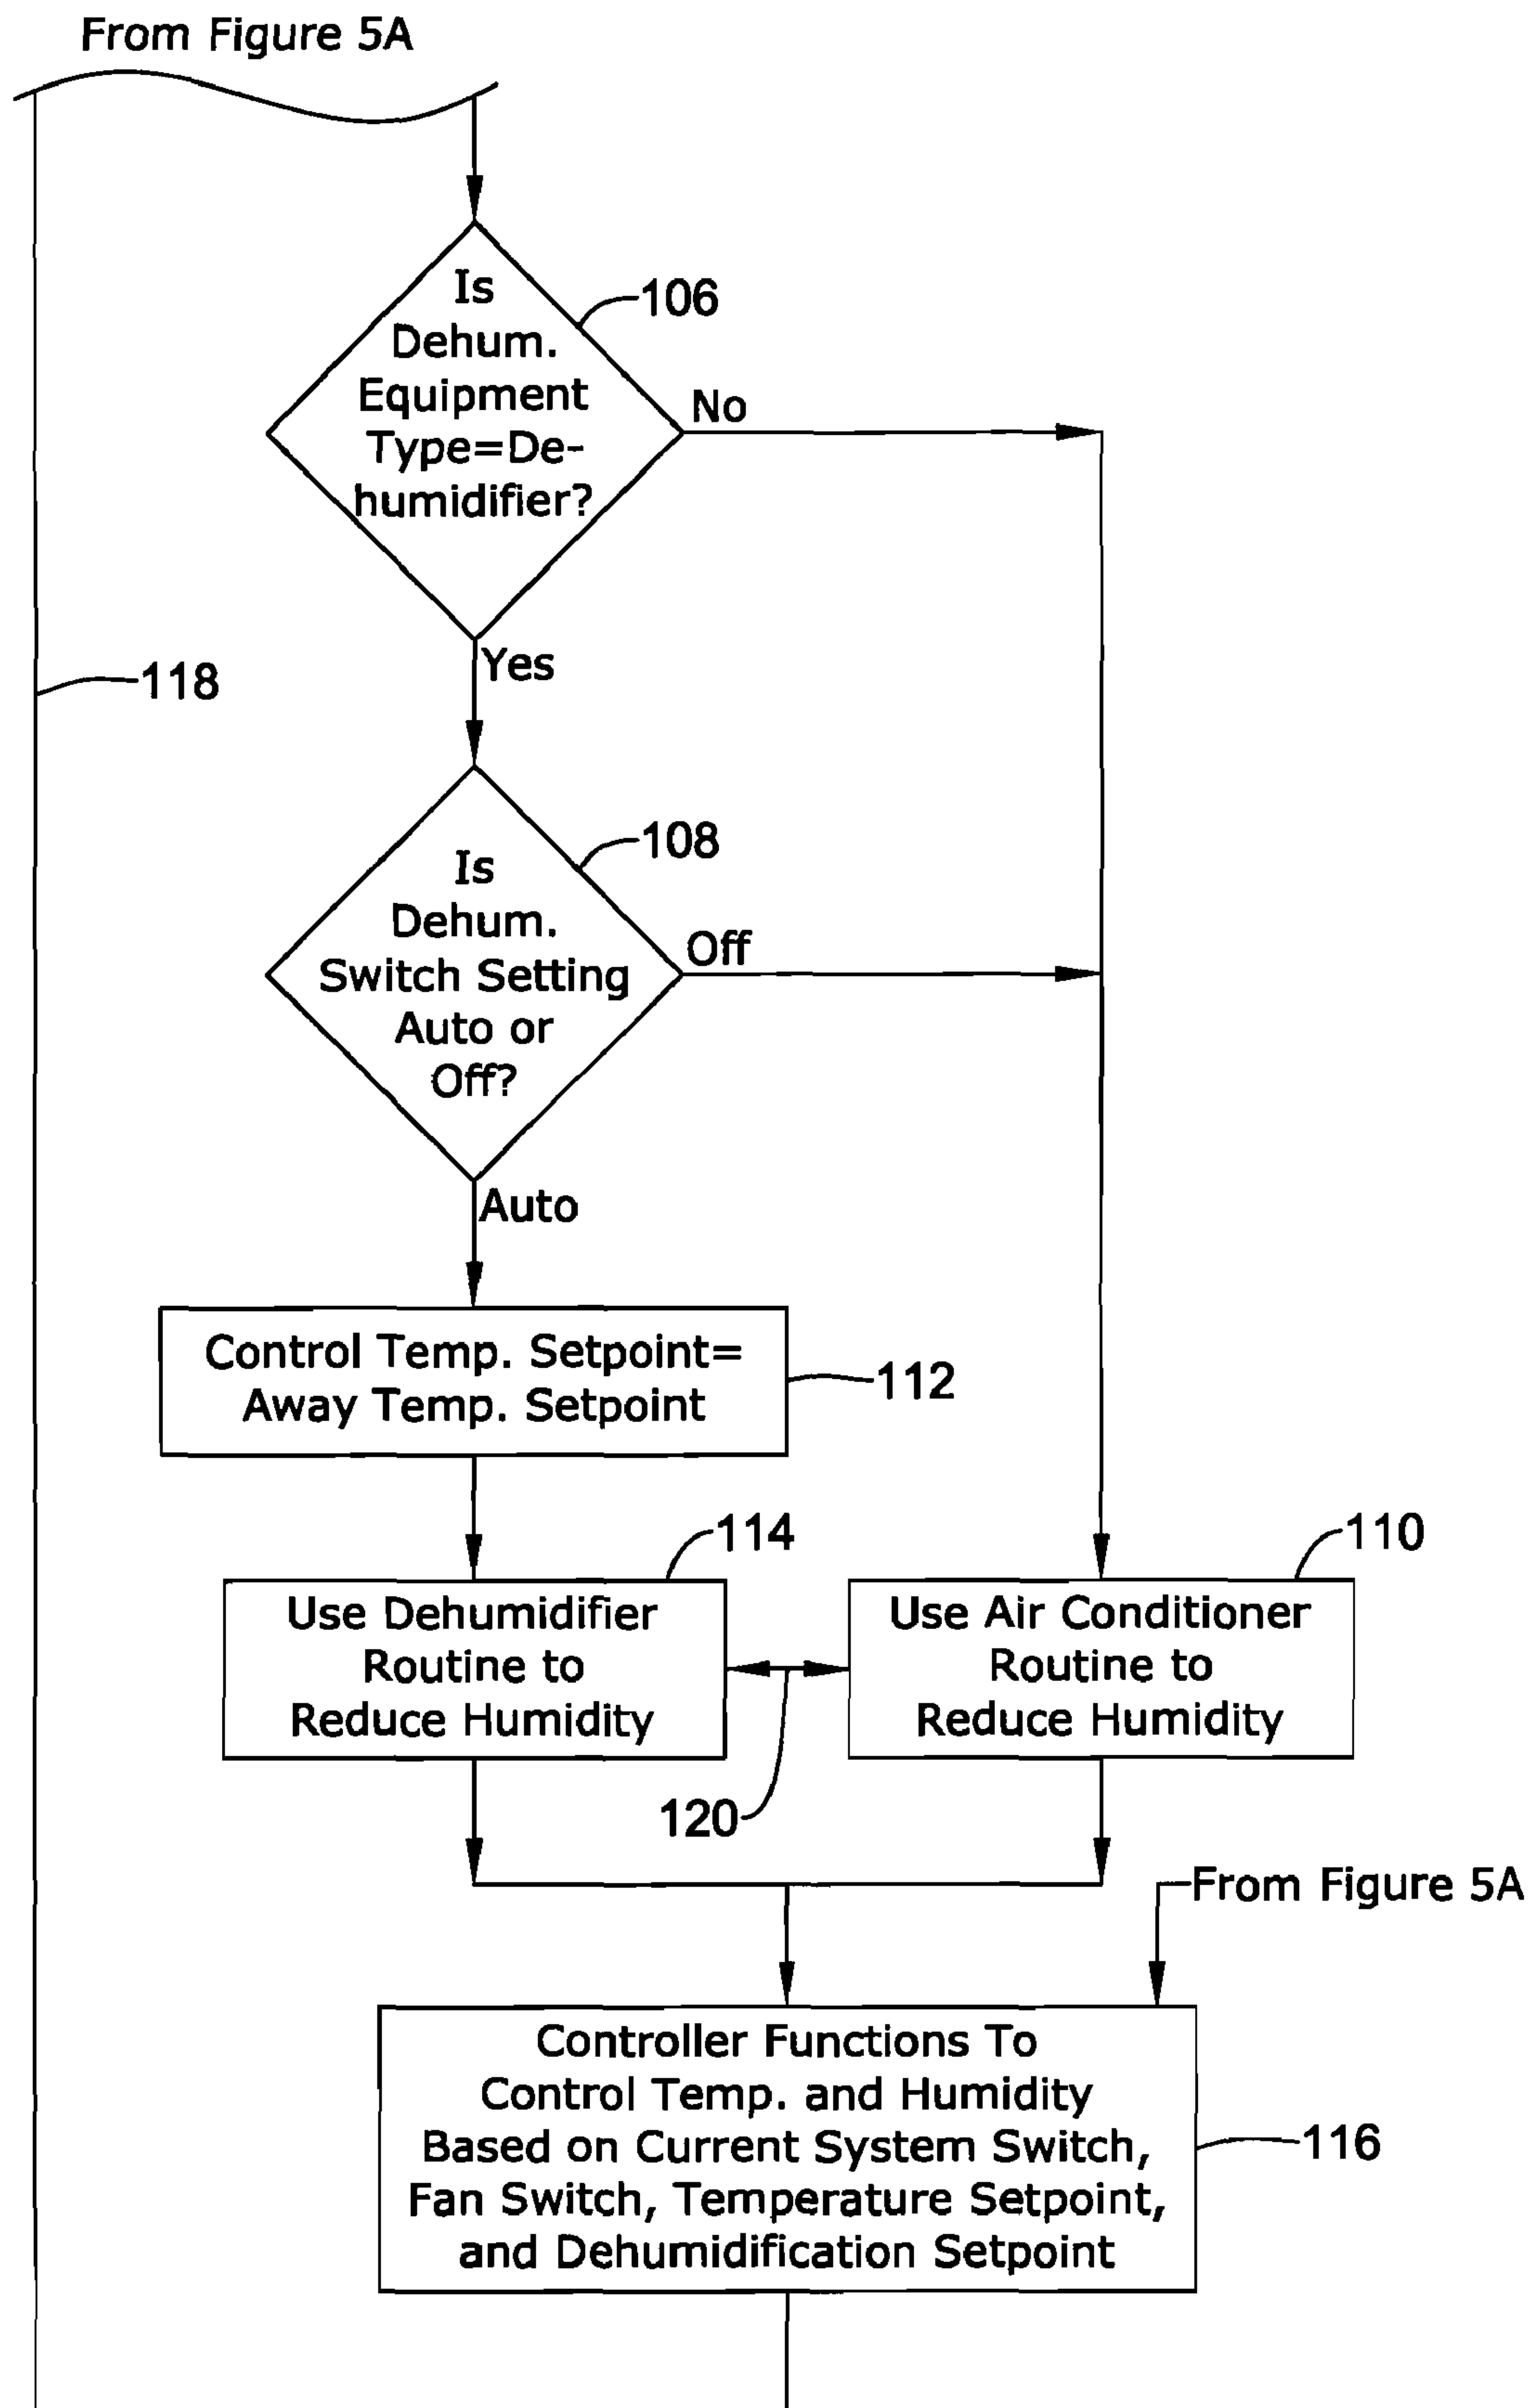 From Figure 5A
Is
Dehum.
Equipment
Type=De-
humidifier?
106
No
Yes
118
Is
Dehum.
Switch Setting
Auto or
Off?
108
Off
Auto
Control Temp. Setpoint=
Away Temp. Setpoint
112
114
110
Use Dehumidifier
Routine to
Reduce Humidity
Use Air Conditioner
Routine to
Reduce Humidity
120
From Figure 5A
Controller Functions To
Control Temp. and Humidity
Based on Current System Switch,
Fan Switch, Temperature Setpoint,
and Dehumidification Setpoint
116